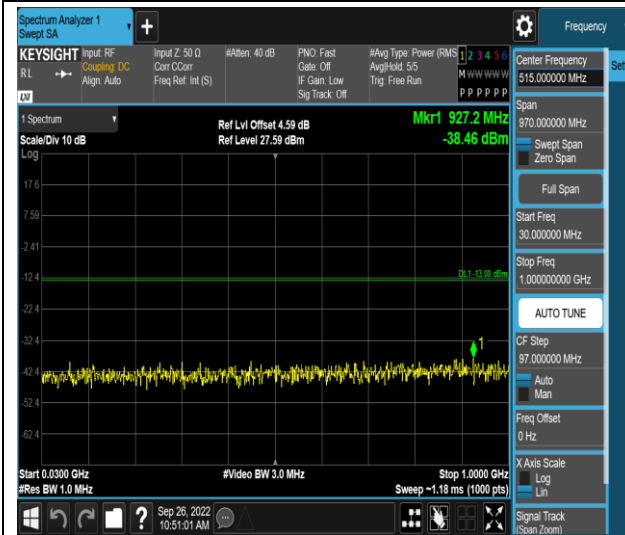 Spectrum Analyzer 1
Swept SA
Frequency
KEYSIGHT
RL
LXI
Input: RF
Coupling: DC
Align: Auto
Input Z: 50 Ω
Corr CCorr
Freq Ref: Int (S)
#Atten: 40 dB
PNO: Fast
Gate: Off
IF Gain: Low
Sig Track: Off
#Avg Type: Power (RMS
Avg|Hold: 5/5
Trig: Free Run
1 2 3 4 5 6
M W W W W W
P P P P P P
1 Spectrum
Scale/Div 10 dB
Ref Lvl Offset 4.59 dB
Ref Level 27.59 dBm
Mkr1 927.2 MHz
-38.46 dBm
Log
17.6
7.59
-2.41
-12.4
DL1 -13.00 dBm
-22.4
-32.4
1
-42.4
-52.4
-62.4
Start 0.0300 GHz
#Video BW 3.0 MHz
Stop 1.0000 GHz
#Res BW 1.0 MHz
Sweep ~1.18 ms (1000 pts)
?
Sep 26, 2022
10:51:01 AM
Center Frequency
515.000000 MHz
Set
Span
970.000000 MHz
Swept Span
Zero Span
Full Span
Start Freq
30.000000 MHz
Stop Freq
1.000000000 GHz
AUTO TUNE
CF Step
97.000000 MHz
Auto
Man
Freq Offset
0 Hz
X Axis Scale
Log
Lin
Signal Track
(Span Zoom)